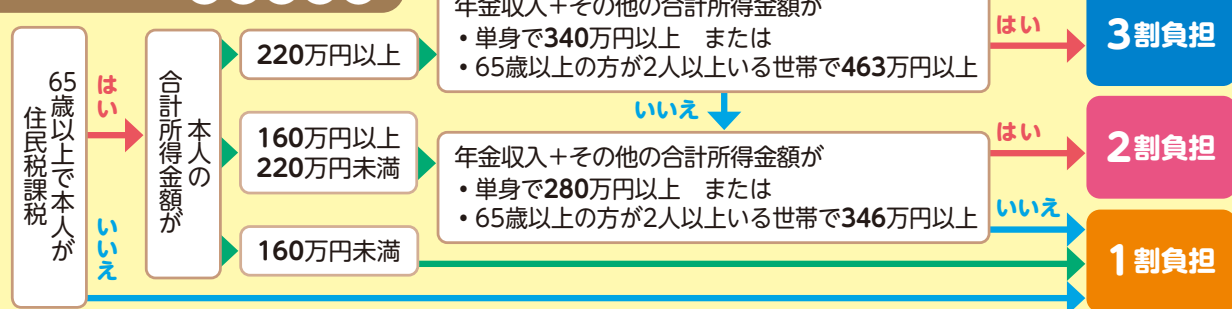 65歳以上で本人が
住民税課税
はい
いいえ
本人の
合計所得金額が
220万円以上
160万円以上
220万円未満
160万円未満
年金収入+その他の合計所得金額が
・単身で340万円以上 または
・65歳以上の方が2人以上いる世帯で463万円以上
はい
いいえ
年金収入+その他の合計所得金額が
・単身で280万円以上 または
・65歳以上の方が2人以上いる世帯で346万円以上
はい
いいえ
3割負担
2割負担
1割負担